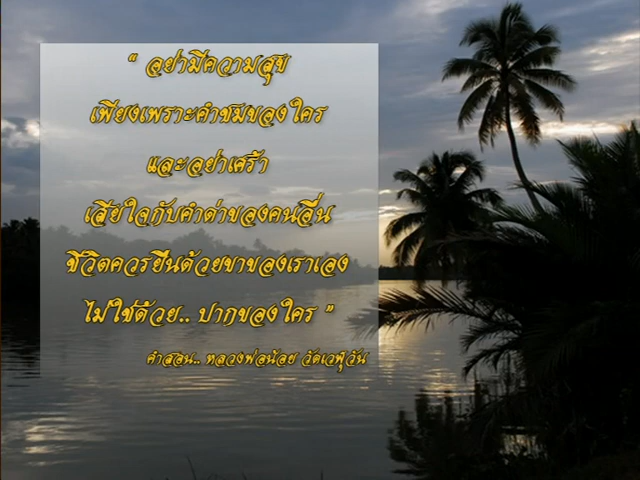 “ อย่ามีความสุข
เพียงเพราะคำชมของใคร
และอย่าเศร้า
เสียใจกับคำด่าของคนอื่น
ชีวิตควรยืนด้วยขาของเราเอง
ไม่ใช่ด้วย.. ปากของใคร ”
คำสอน.. หลวงพ่อน้อย วัดเวฬุวัน